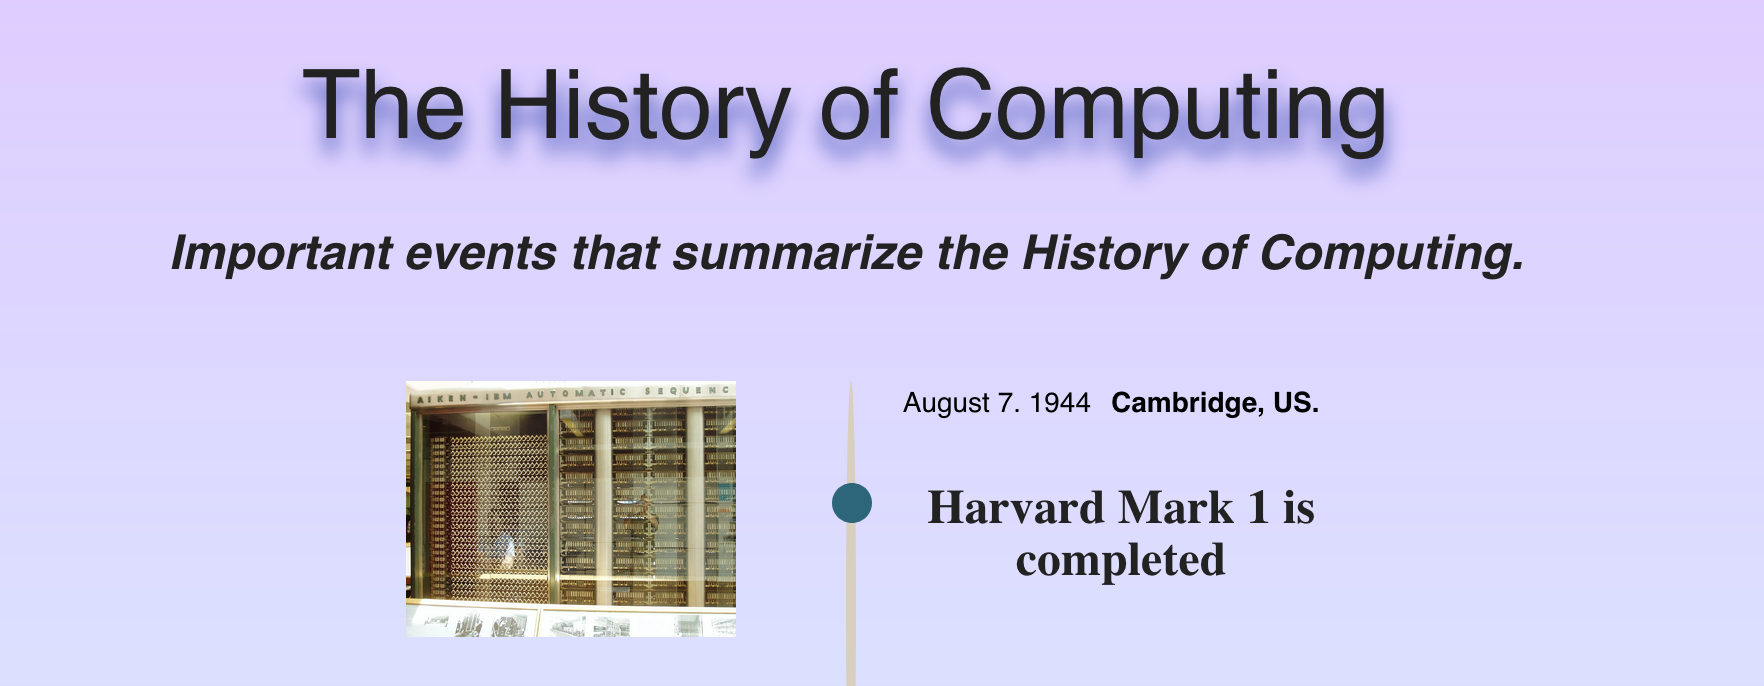 The History of Computing
Important events that summarize the History of Computing.
AIKEN-IBM AUTOMATIC SEQUENC
August 7. 1944 Cambridge, US.
Harvard Mark 1 is
completed